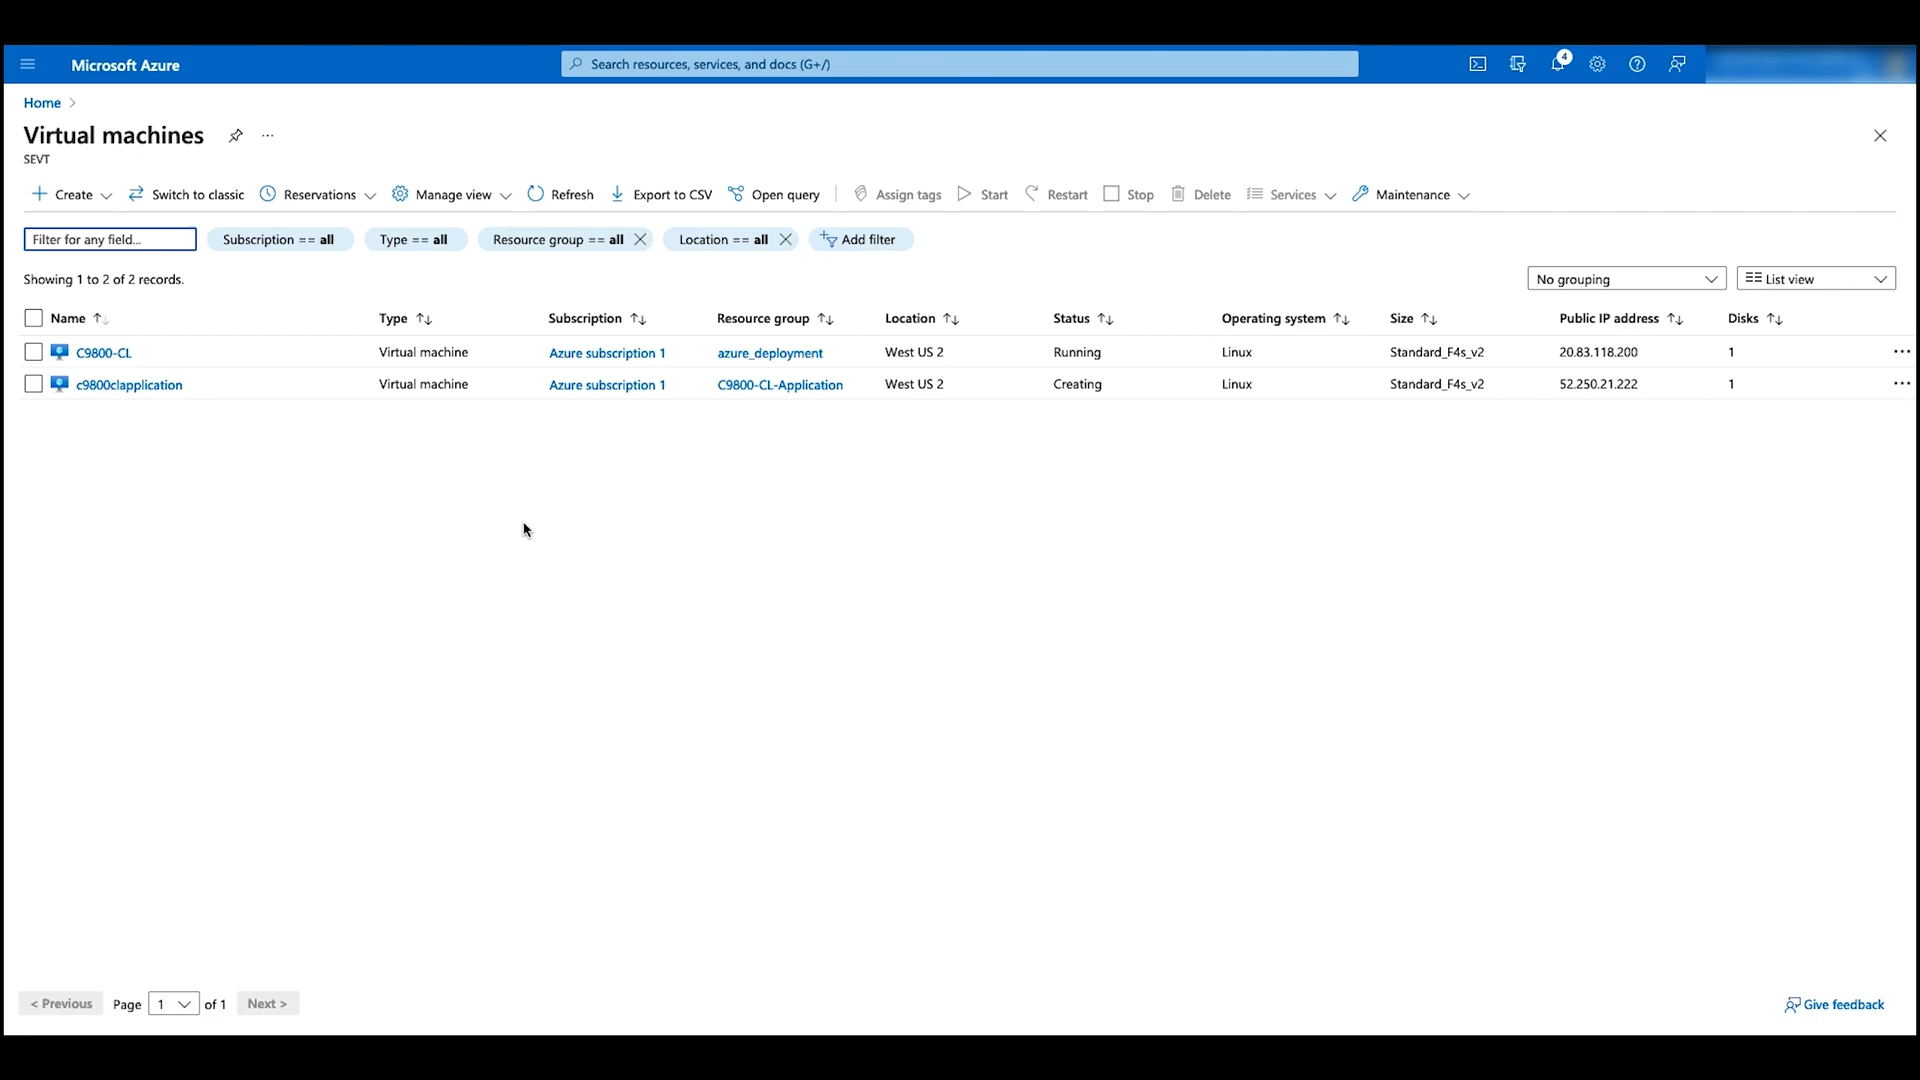 Microsoft Azure
Search resources, services, and docs (G+/)
4
Home
Virtual machines
SEVT
Create
Switch to classic
Reservations
Manage view
Refresh
Export to CSV
Open query
Assign tags
Start
Restart
Stop
Delete
Services
Maintenance
Filter for any field...
Subscription == all
Type == all
Resource group == all
Location == all
Add filter
Showing 1 to 2 of 2 records.
No grouping
List view
Name Type Subscription Resource group Location Status Operating system Size Public IP address Disks
C9800-CL Virtual machine Azure subscription 1 azure_deployment West US 2 Running Linux Standard_F4s_v2 20.83.118.200 1
c9800clapplication Virtual machine Azure subscription 1 C9800-CL-Application West US 2 Creating Linux Standard_F4s_v2 52.250.21.222 1
< Previous Page 1 of 1 Next >
Give feedback